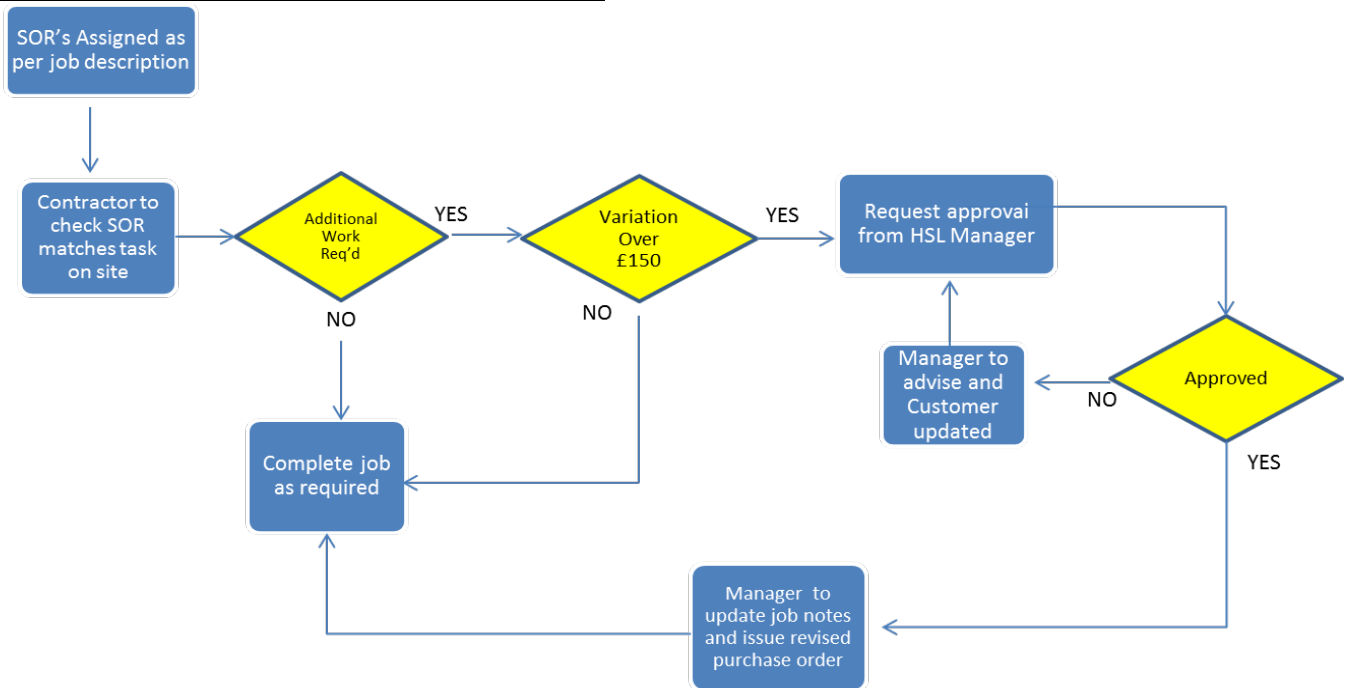 SOR's Assigned as
per job description
Contractor to
check SOR
matches task
on site
Additional
Work
Req'd
YES
NO
Variation
Over
£150
YES
NO
Request approvai
from HSL Manager
Approved
NO
YES
Manager to
advise and
Customer
updated
Complete job
as required
Manager to
update job notes
and issue revised
purchase order